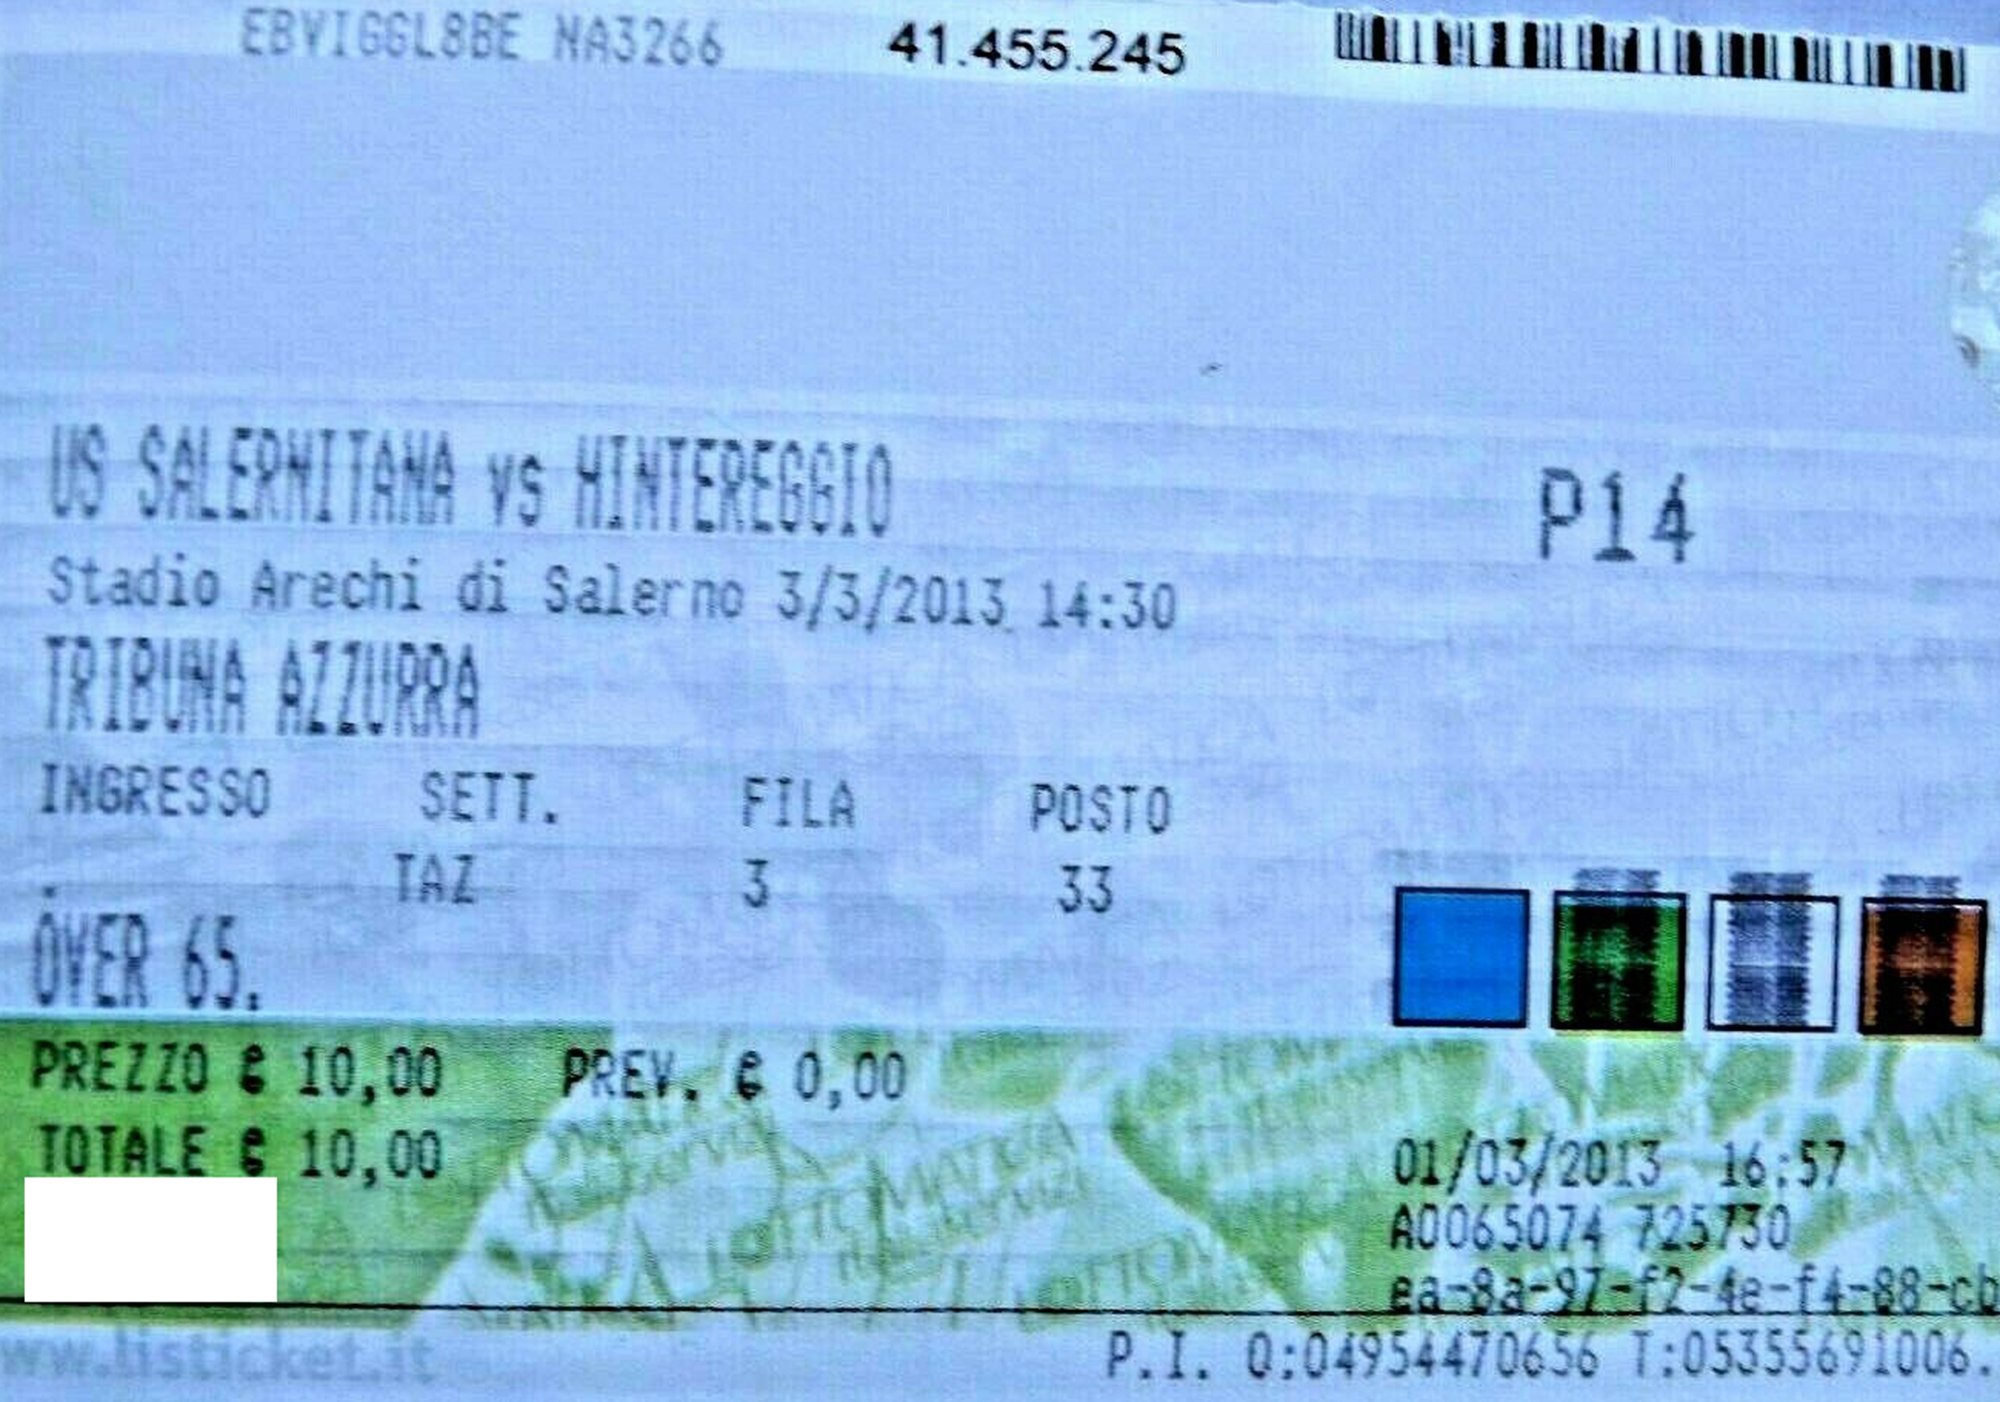 EBVIGGL8BE NA3266 41.455.245
US SALERNITANA vs HINTEREGGIO
P14
Stadio Arechi di Salerno 3/3/2013 14:30
TRIBUNA AZZURRA
INGRESSO SETT. FILA POSTO
TAZ 3 33
OVER 65.
PREZZO € 10,00 PREV. € 0,00
TOTALE € 10,00
01/03/2013 16:57
A0065074 725730
ea-8a-97-f2-4e-f4-88-cb
ww.listicket.it
P.I. O:04954470656 T:05355691006.